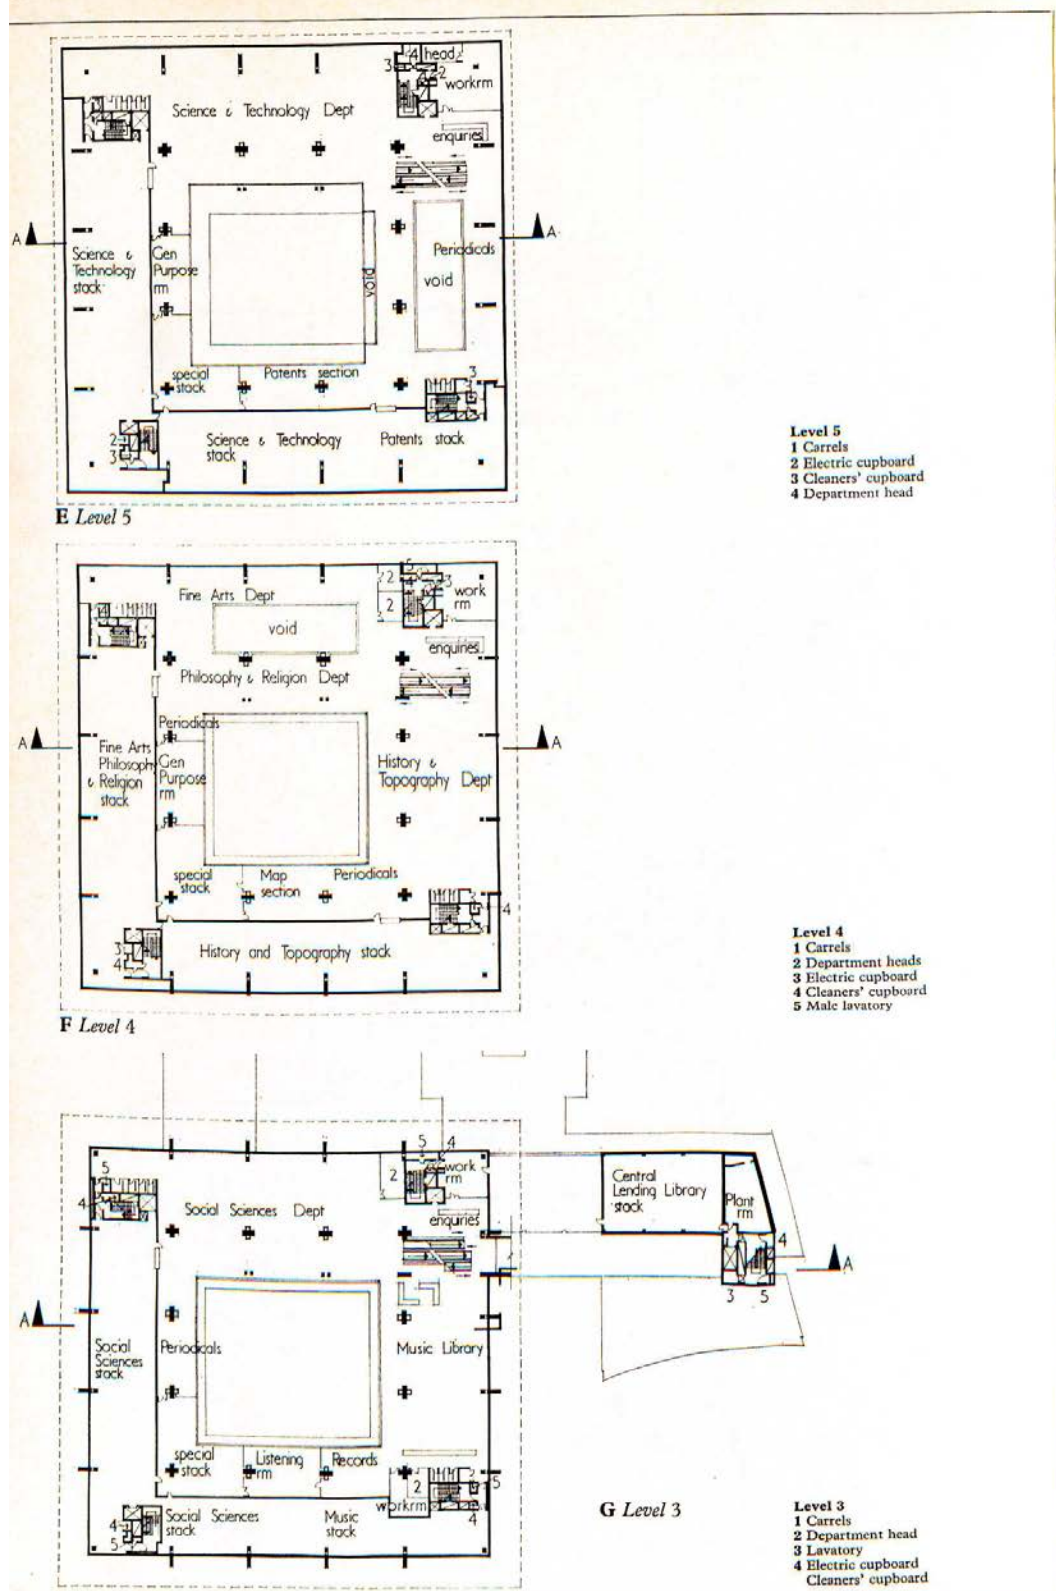 4 head
3
2
workrm
Science & Technology Dept
enquiries
A
A
Science &
Technology
stack
Gen
Purpose
rm
void
Periodicals
void
special
stack
Patents section
3
2
3
Science & Technology
stack
Patents stack
E Level 5
Level 5
1 Carrels
2 Electric cupboard
3 Cleaners' cupboard
4 Department head
5
2
4
3
work
rm
2
Fine Arts Dept
void
enquiries
Philosophy & Religion Dept
Periodicals
A
A
Fine Arts
Philosophy
& Religion
stack
Gen
Purpose
rm
History &
Topography Dept
special
stack
Map
section
Periodicals
4
3
4
History and Topography stack
F Level 4
Level 4
1 Carrels
2 Department heads
3 Electric cupboard
4 Cleaners' cupboard
5 Male lavatory
5
4
5
4
2
work
rm
Social Sciences Dept
enquiries
Central
Lending Library
stack
Plant
rm
4
A
3
5
A
Social
Sciences
stack
Periodicals
Music Library
special
stack
Listening
rm
Records
2
5
workrm
4
4
5
Social Sciences
stack
Music
stack
G Level 3
Level 3
1 Carrels
2 Department head
3 Lavatory
4 Electric cupboard
Cleaners' cupboard